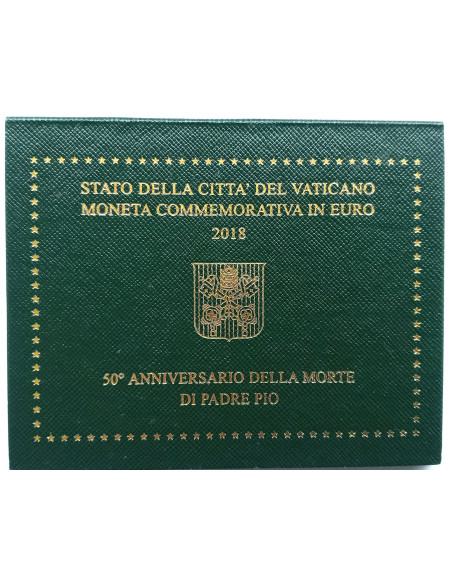 STATO DELLA CITTA' DEL VATICANO
MONETA COMMEMORATIVA IN EURO
2018
50° ANNIVERSARIO DELLA MORTE
DI PADRE PIO